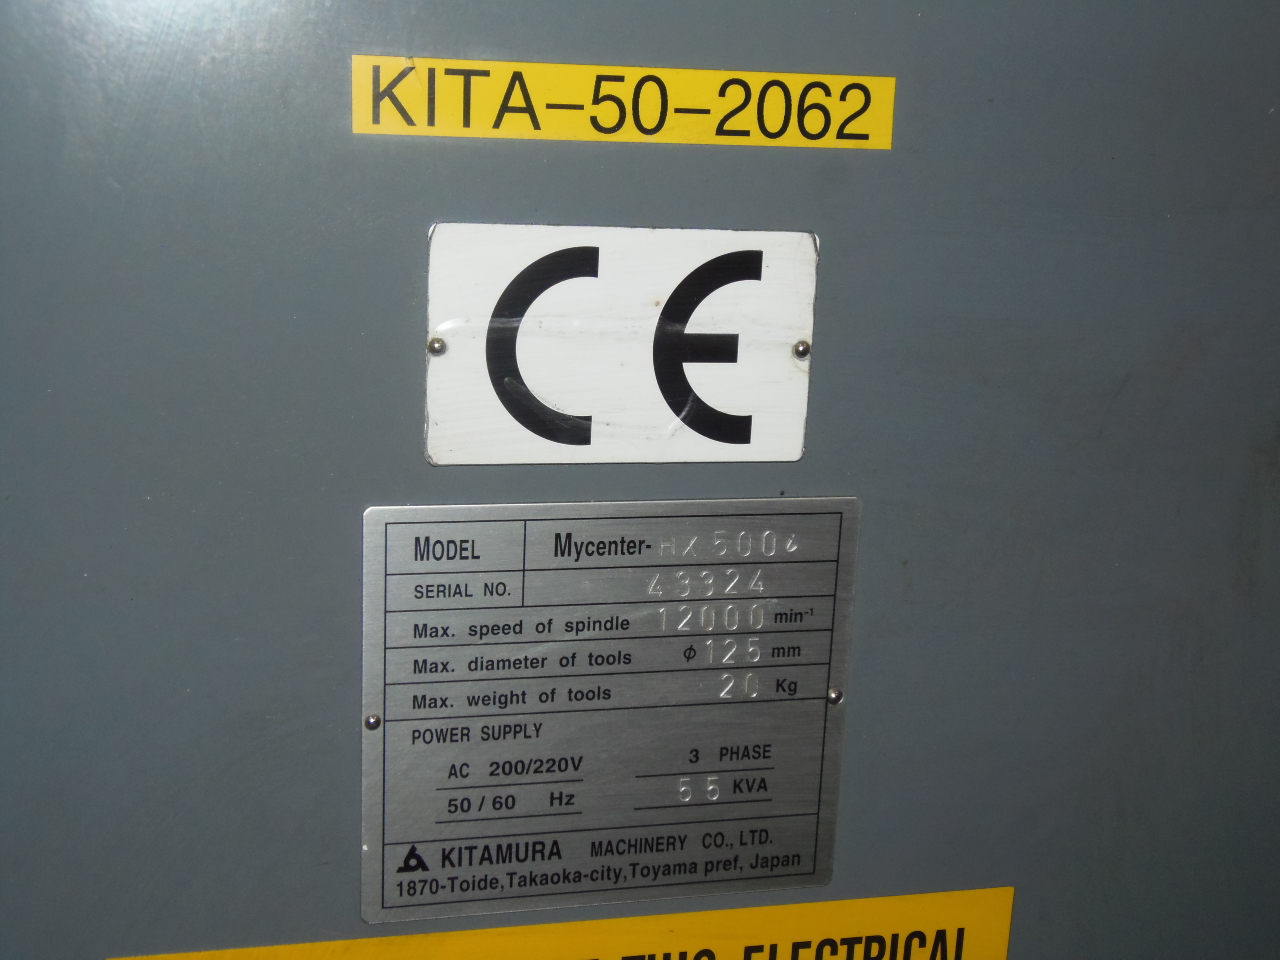 KITA-50-2062
CE
MODEL Mycenter-HX500i
SERIAL NO. 43324
Max. speed of spindle 12000 min⁻¹
Max. diameter of tools φ125 mm
Max. weight of tools 20 Kg
POWER SUPPLY
AC 200/220V 3 PHASE
50/60 Hz 55 KVA
KITAMURA MACHINERY CO., LTD.
1870-Toide, Takaoka-city, Toyama pref, Japan
ELECTRICAL